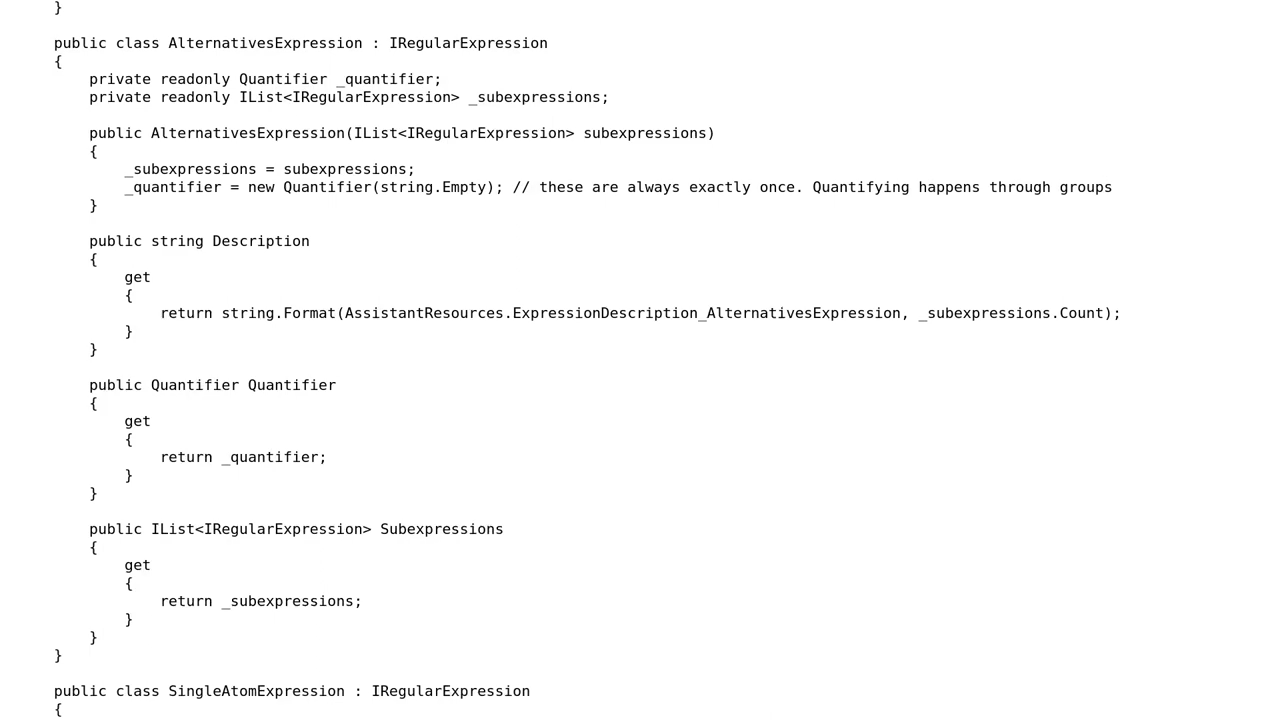 }

    public class AlternativesExpression : IRegularExpression
    {
        private readonly Quantifier _quantifier;
        private readonly IList<IRegularExpression> _subexpressions;

        public AlternativesExpression(IList<IRegularExpression> subexpressions)
        {
            _subexpressions = subexpressions;
            _quantifier = new Quantifier(string.Empty); // these are always exactly once. Quantifying happens through groups
        }

        public string Description
        {
            get
            {
                return string.Format(AssistantResources.ExpressionDescription_AlternativesExpression, _subexpressions.Count);
            }
        }

        public Quantifier Quantifier
        {
            get
            {
                return _quantifier;
            }
        }

        public IList<IRegularExpression> Subexpressions
        {
            get
            {
                return _subexpressions;
            }
        }
    }

    public class SingleAtomExpression : IRegularExpression
    {